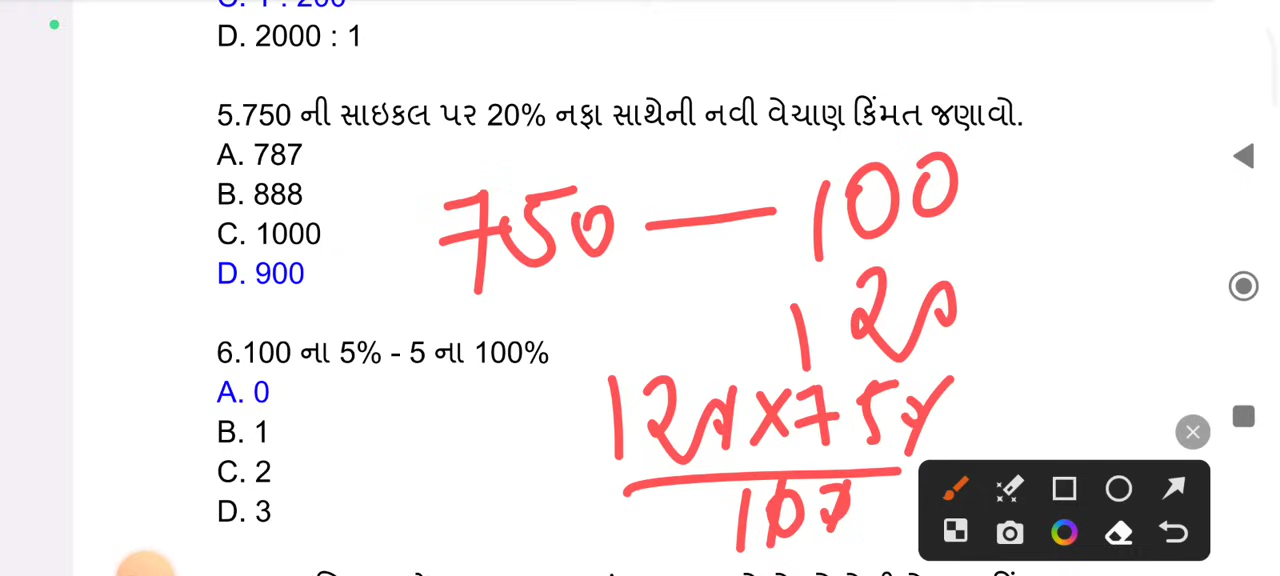 D. 2000 : 1
5.750 ની સાઇકલ પર 20% નફા સાથેની નવી વેચાણ કિંમત જણાવો.
A. 787
B. 888
C. 1000
D. 900
750 — 100
120
120 x 750
100
6.100 ના 5% - 5 ના 100%
A. 0
B. 1
C. 2
D. 3